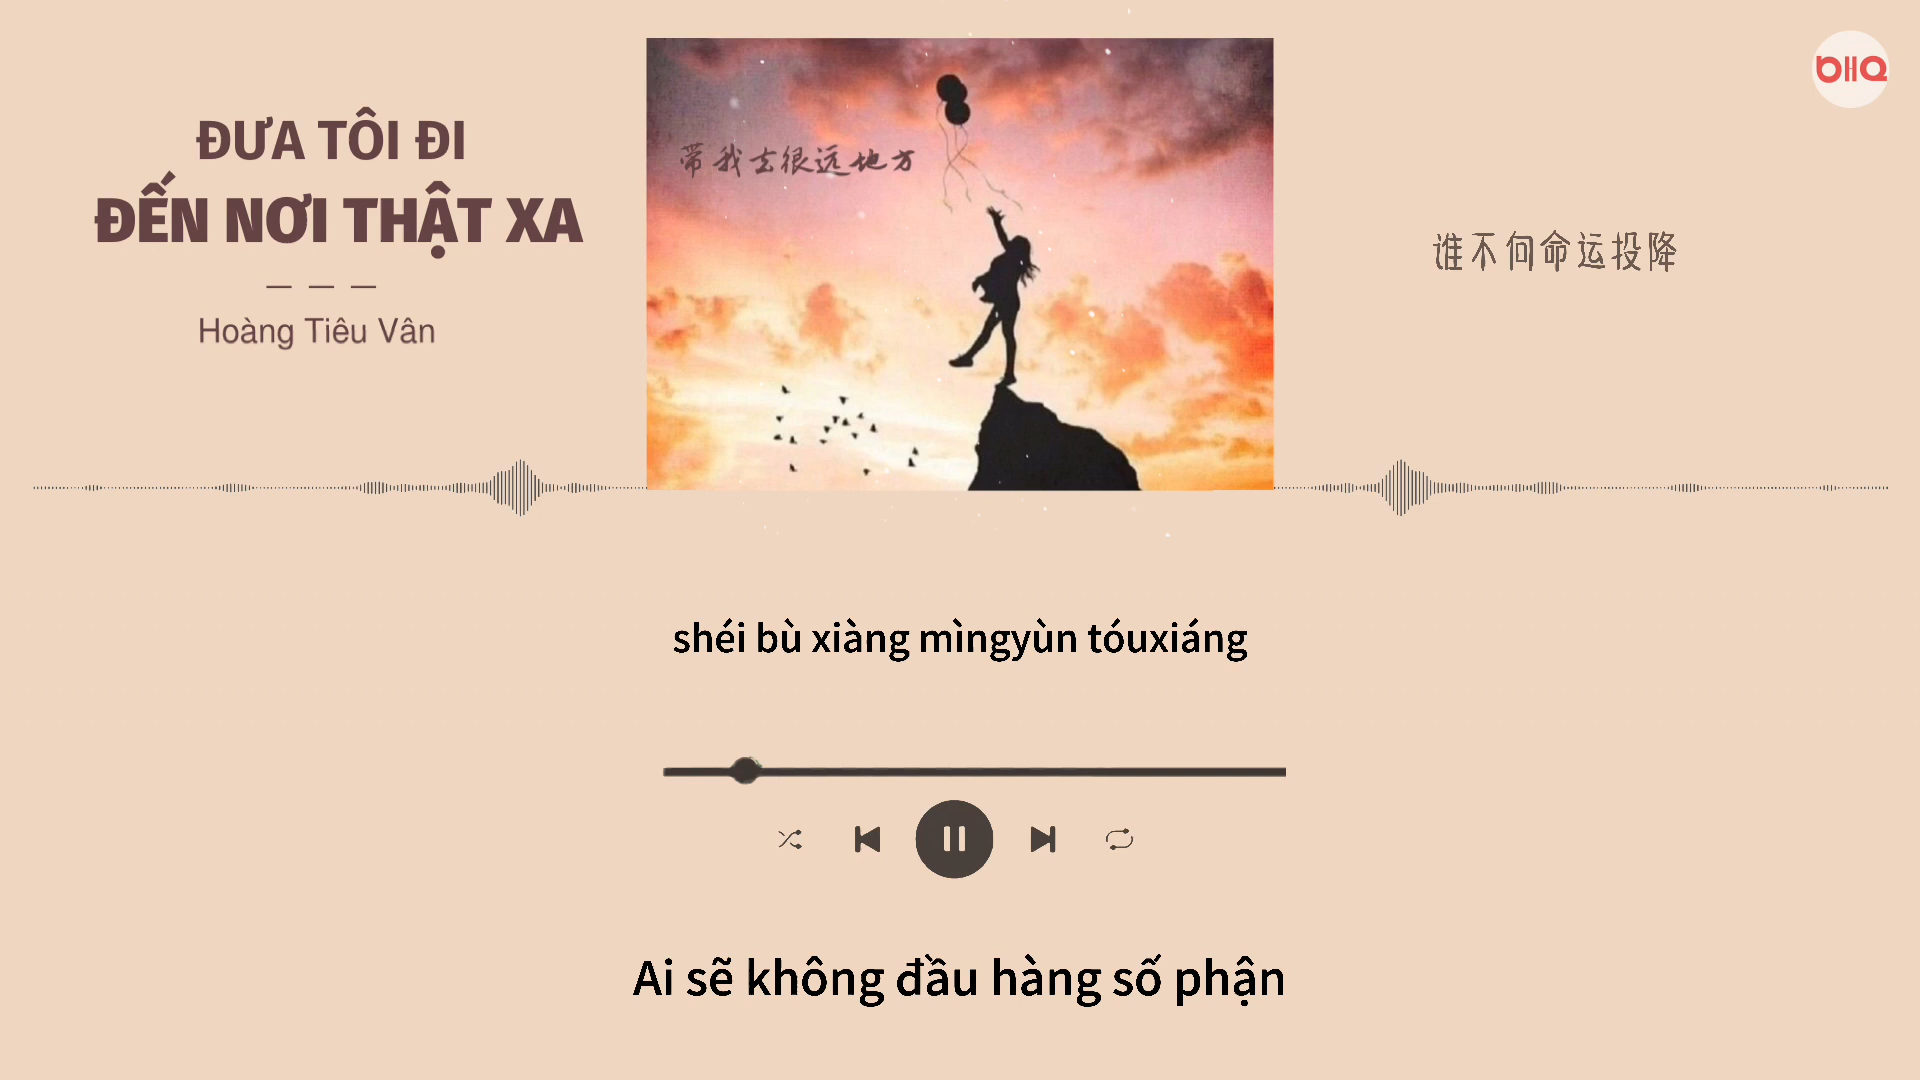 ĐƯA TÔI ĐI
ĐẾN NƠI THẬT XA
Hoàng Tiêu Vân
带我去很远地方
BHQ
谁不向命运投降
shéi bù xiàng mìngyùn tóuxiáng
Ai sẽ không đầu hàng số phận